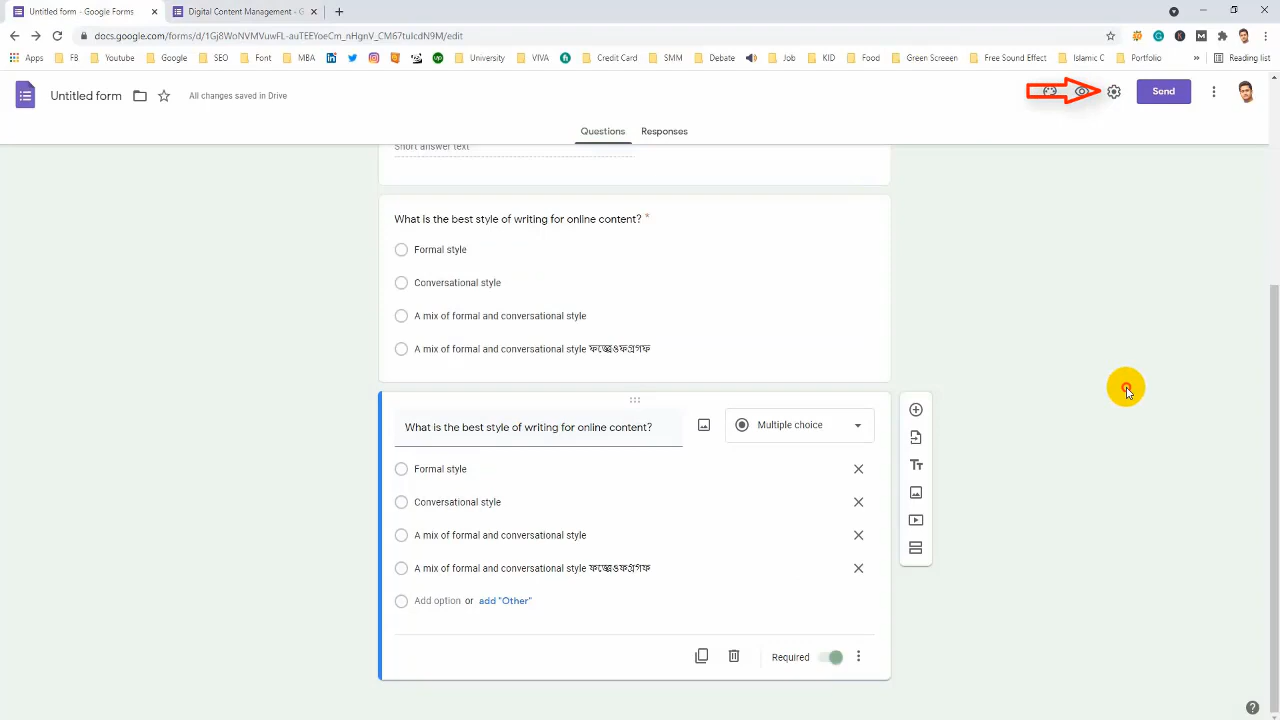 Untitled form - Google Forms
Digital Content Management - G
docs.google.com/forms/d/1Gj8WoNVMVuwFL-auTEEYoeCm_nHgnV_CM67tuIcdN9M/edit
Apps FB Youtube Google SEO Font MBA University VIVA Credit Card SMM Debate Job KID Food Green Screeen Free Sound Effect Islamic C Portfolio » Reading list
Untitled form All changes saved in Drive Send
Questions Responses
Short answer text
What is the best style of writing for online content? *
Formal style
Conversational style
A mix of formal and conversational style
A mix of formal and conversational style
What is the best style of writing for online content? Multiple choice
Formal style
Conversational style
A mix of formal and conversational style
A mix of formal and conversational style
Add option or add "Other"
Required